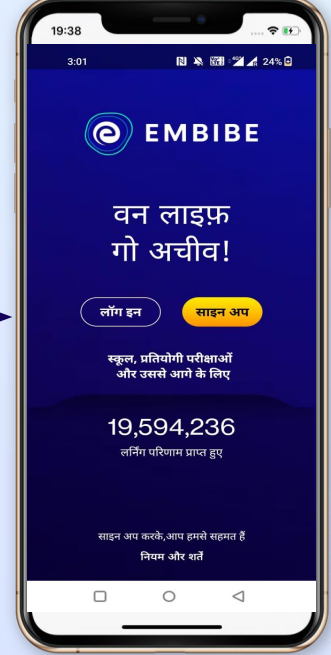 19:38
3:01
24%
EMBIBE
वन लाइफ़
गो अचीव!
लॉग इन
साइन अप
स्कूल, प्रतियोगी परीक्षाओं
और उससे आगे के लिए
19,594,236
लर्निंग परिणाम प्राप्त हुए
साइन अप करके,आप हमसे सहमत हैं
नियम और शर्तें